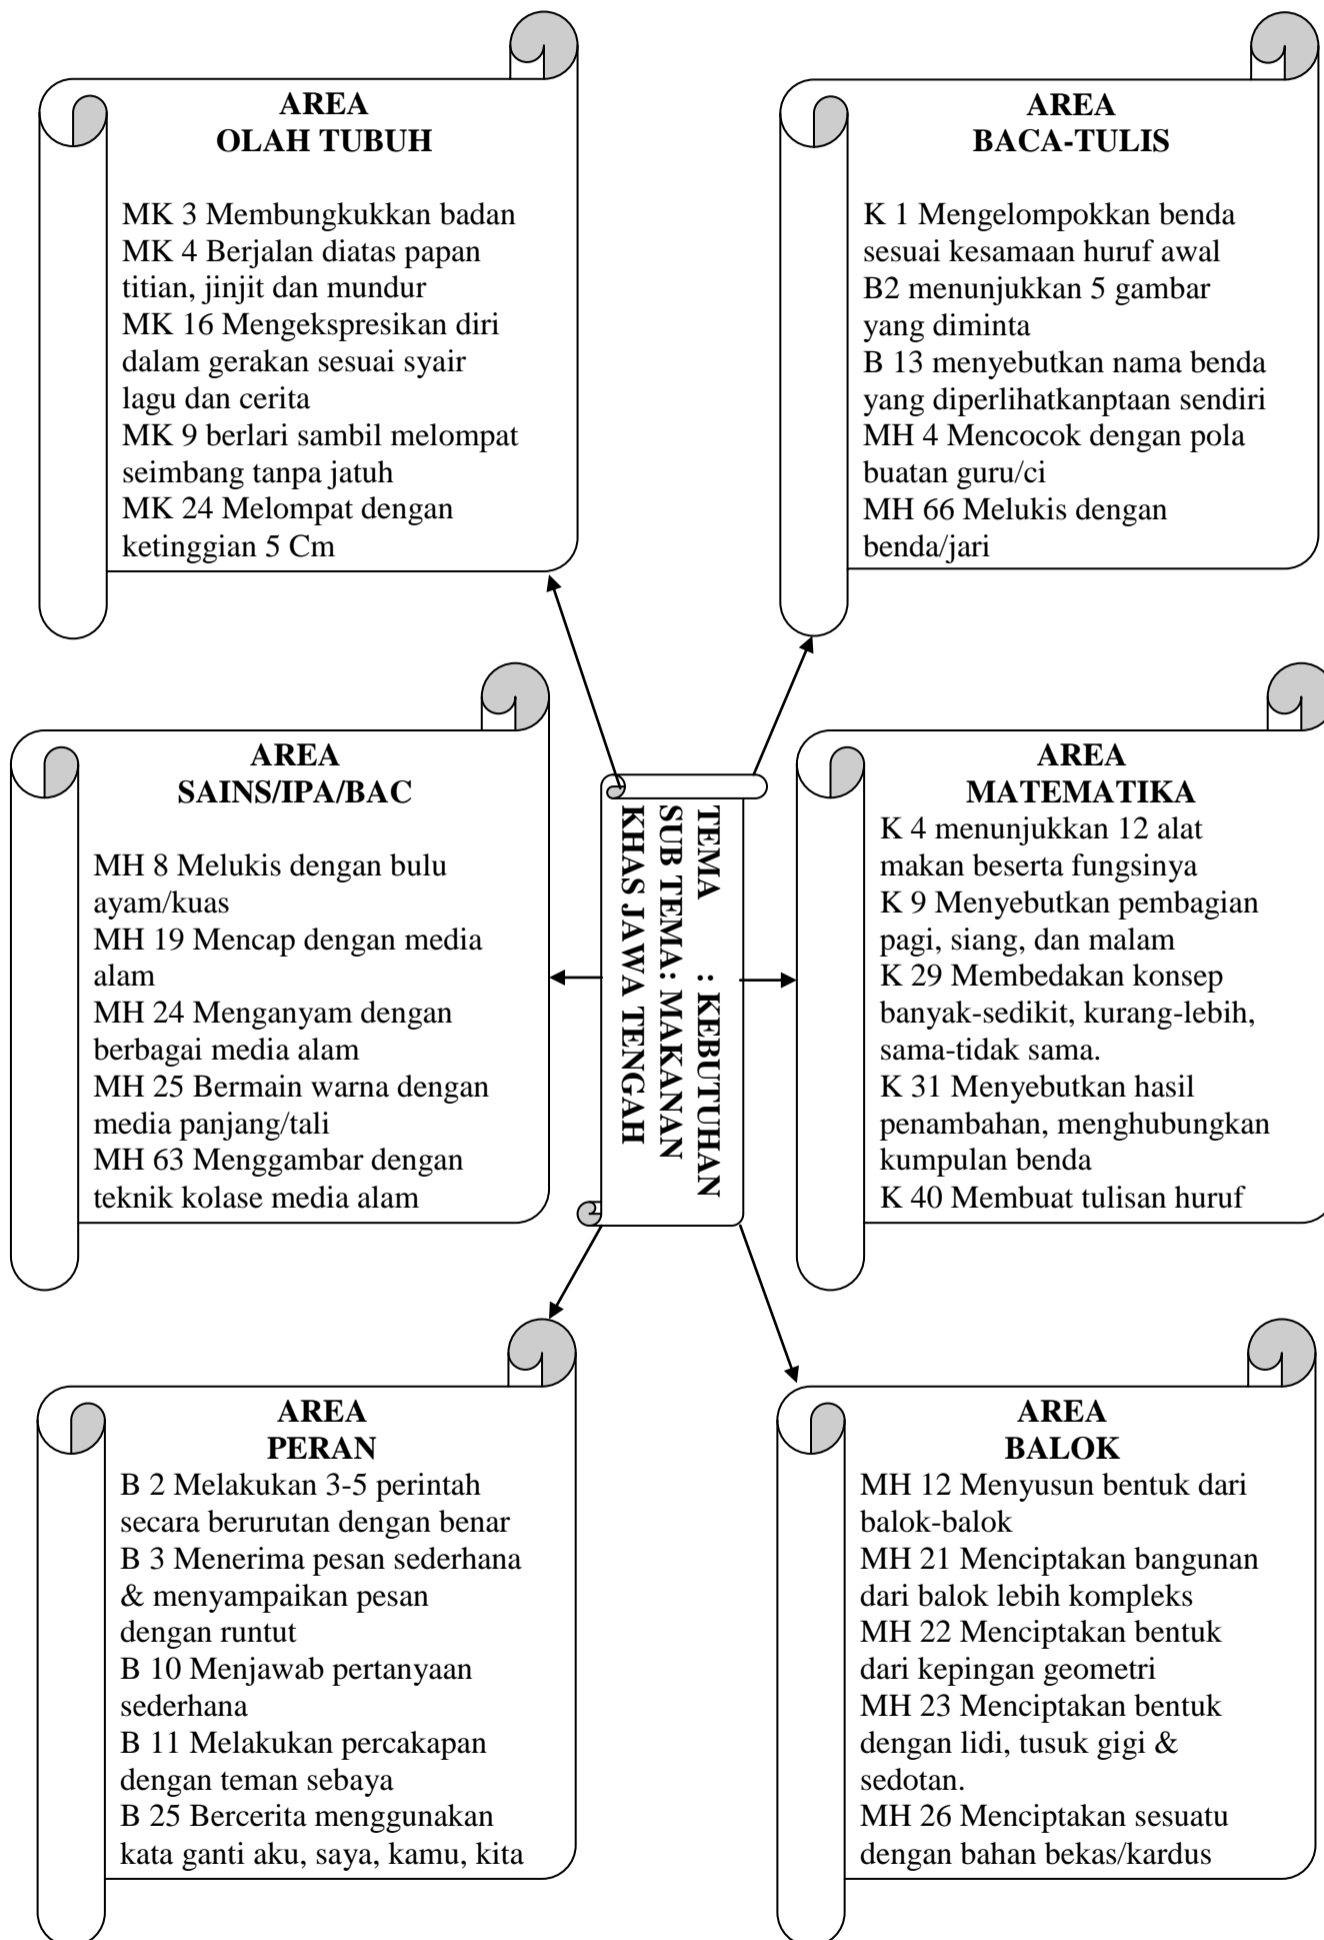 AREA
OLAH TUBUH
MK 3 Membungkukkan badan
MK 4 Berjalan diatas papan
titian, jinjit dan mundur
MK 16 Mengekspresikan diri
dalam gerakan sesuai syair
lagu dan cerita
MK 9 berlari sambil melompat
seimbang tanpa jatuh
MK 24 Melompat dengan
ketinggian 5 Cm
AREA
BACA-TULIS
K 1 Mengelompokkan benda
sesuai kesamaan huruf awal
B2 menunjukkan 5 gambar
yang diminta
B 13 menyebutkan nama benda
yang diperlihatkanptaan sendiri
MH 4 Mencocok dengan pola
buatan guru/ci
MH 66 Melukis dengan
benda/jari
AREA
SAINS/IPA/BAC
MH 8 Melukis dengan bulu
ayam/kuas
MH 19 Mencap dengan media
alam
MH 24 Menganyam dengan
berbagai media alam
MH 25 Bermain warna dengan
media panjang/tali
MH 63 Menggambar dengan
teknik kolase media alam
TEMA : KEBUTUHAN
SUB TEMA: MAKANAN
KHAS JAWA TENGAH
AREA
MATEMATIKA
K 4 menunjukkan 12 alat
makan beserta fungsinya
K 9 Menyebutkan pembagian
pagi, siang, dan malam
K 29 Membedakan konsep
banyak-sedikit, kurang-lebih,
sama-tidak sama.
K 31 Menyebutkan hasil
penambahan, menghubungkan
kumpulan benda
K 40 Membuat tulisan huruf
AREA
PERAN
B 2 Melakukan 3-5 perintah
secara berurutan dengan benar
B 3 Menerima pesan sederhana
& menyampaikan pesan
dengan runtut
B 10 Menjawab pertanyaan
sederhana
B 11 Melakukan percakapan
dengan teman sebaya
B 25 Bercerita menggunakan
kata ganti aku, saya, kamu, kita
AREA
BALOK
MH 12 Menyusun bentuk dari
balok-balok
MH 21 Menciptakan bangunan
dari balok lebih kompleks
MH 22 Menciptakan bentuk
dari kepingan geometri
MH 23 Menciptakan bentuk
dengan lidi, tusuk gigi &
sedotan.
MH 26 Menciptakan sesuatu
dengan bahan bekas/kardus